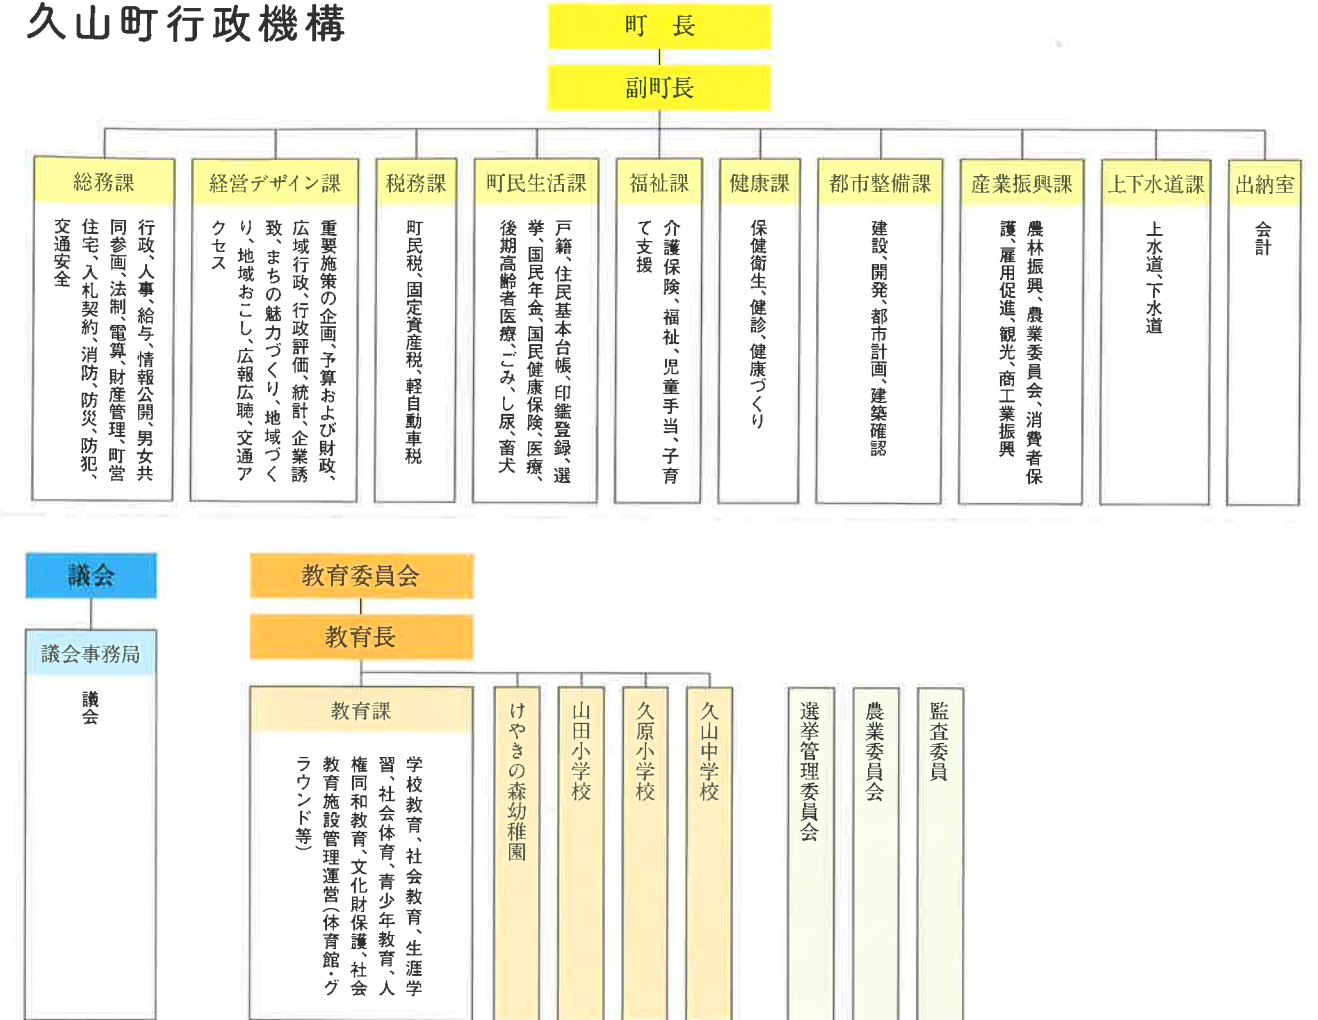 久山町行政機構
町　長
副町長
総務課
行政、人事、給与、情報公開、男女共
同参画、法制、電算、財産管理、町営
住宅、入札契約、消防、防災、防犯、
交通安全
経営デザイン課
重要施策の企画、予算および財政、
広域行政、行政評価、統計、企業誘
致、まちの魅力づくり、地域づく
り、地域おこし、広報広聴、交通ア
クセス
税務課
町民税、固定資産税、軽自動車税
町民生活課
戸籍、住民基本台帳、印鑑登録、選
挙、国民年金、国民健康保険、医療、
後期高齢者医療、ごみ、し尿、畜犬
福祉課
介護保険、福祉、児童手当、子育
て支援
健康課
保健衛生、健診、健康づくり
都市整備課
建設、開発、都市計画、建築確認
産業振興課
農林振興、農業委員会、消費者保
護、雇用促進、観光、商工業振興
上下水道課
上水道、下水道
出納室
会計
議会
議会事務局
議会
教育委員会
教育長
教育課
学校教育、社会教育、生涯学
習、社会体育、青少年教育、人
権同和教育、文化財保護、社会
教育施設管理運営(体育館・グ
ラウンド等)
けやきの森幼稚園
山田小学校
久原小学校
久山中学校
選挙管理委員会
農業委員会
監査委員